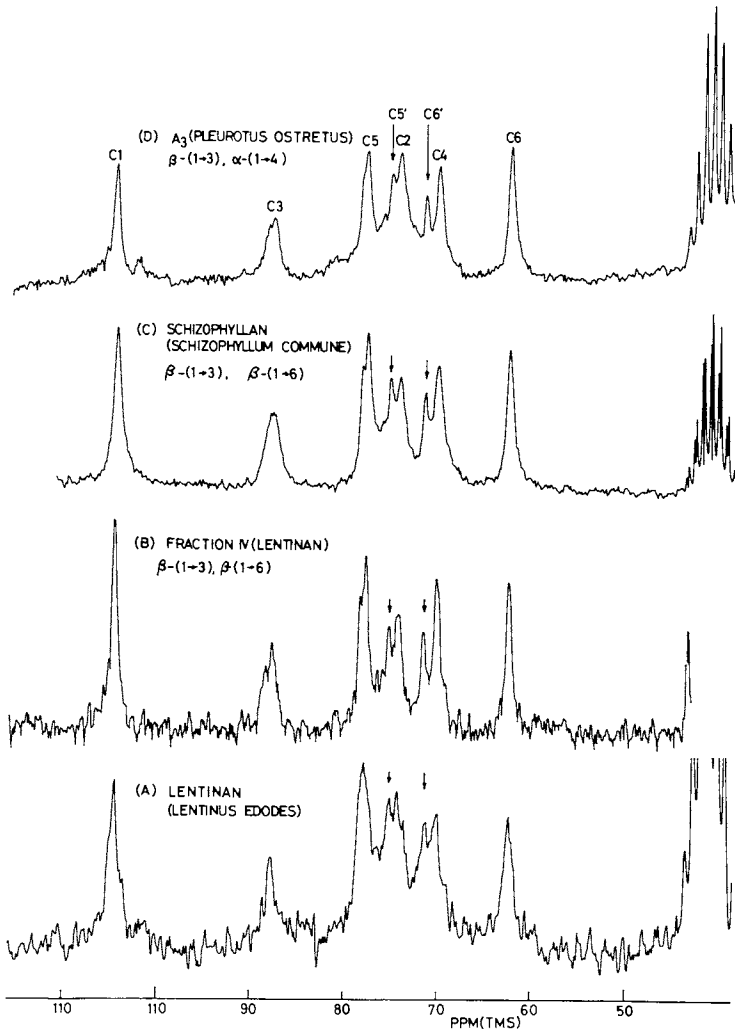 C5' C6'
(D) A3 (PLEUROTUS OSTRETUS)
C1 C5 C2 C6
β-(1→3), α-(1→4)
C4
C3
(C) SCHIZOPHYLLAN
(SCHIZOPHYLLUM COMMUNE)
β-(1→3), β-(1→6)
(B) FRACTION IV (LENTINAN)
β-(1→3), β-(1→6)
(A) LENTINAN
(LENTINUS EDODES)
110 110 90 80 70 60 50
PPM(TMS)